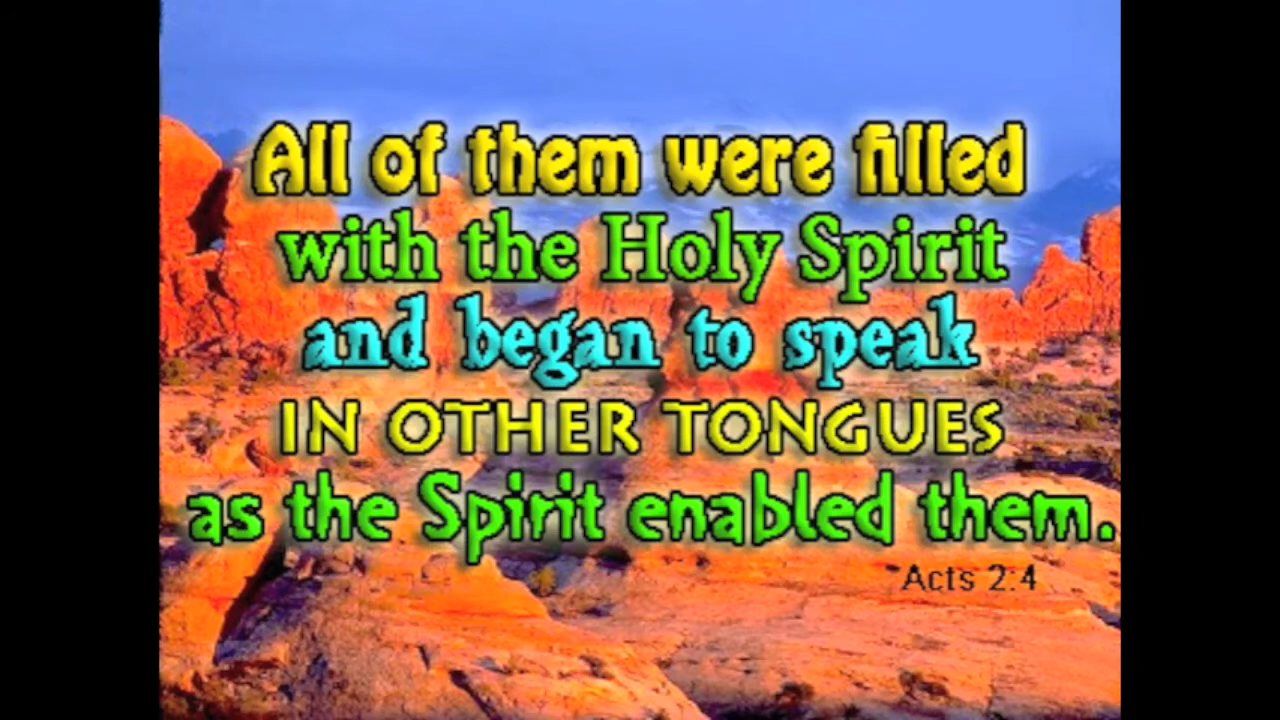 All of them were filled
with the Holy Spirit
and began to speak
IN OTHER TONGUES
as the Spirit enabled them.
Acts 2:4